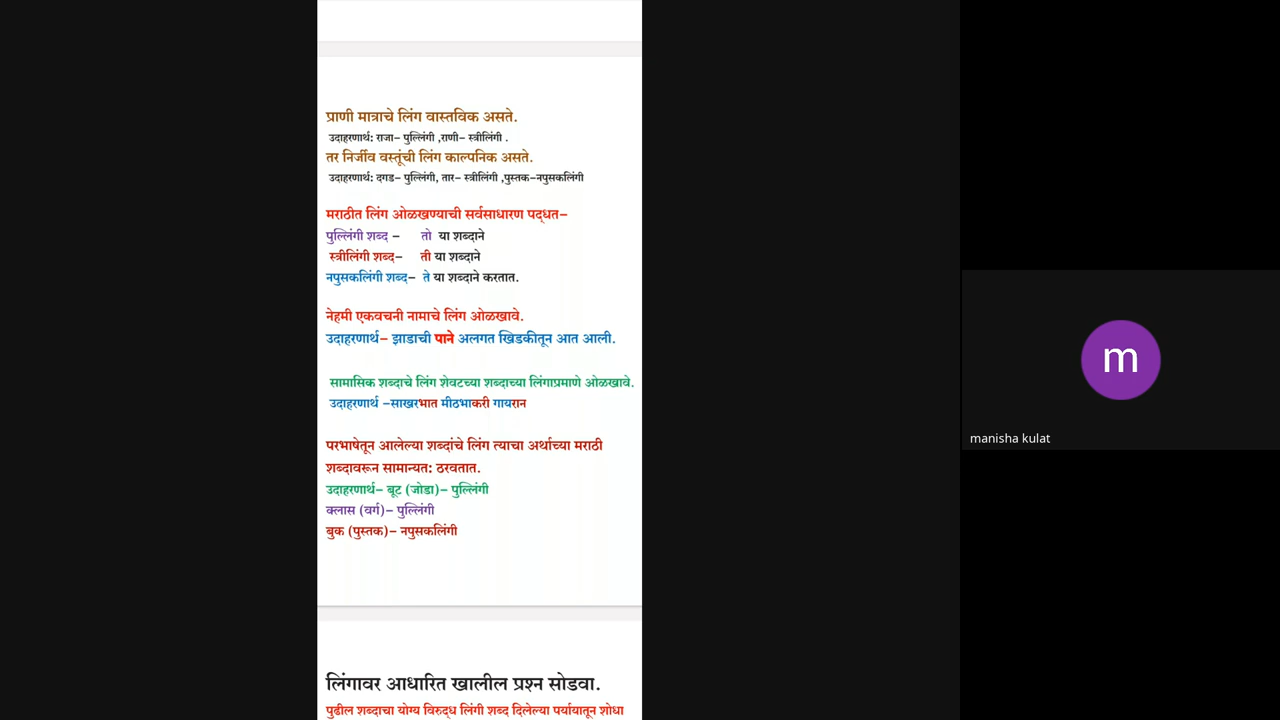 प्राणी मात्राचे लिंग वास्तविक असते.
उदाहरणार्थ: राजा– पुल्लिंगी ,राणी– स्त्रीलिंगी .
तर निर्जीव वस्तूंची लिंग काल्पनिक असते.
उदाहरणार्थ: दगड– पुल्लिंगी, तार– स्त्रीलिंगी ,पुस्तक–नपुसकलिंगी
मराठीत लिंग ओळखण्याची सर्वसाधारण पद्धत–
पुल्लिंगी शब्द – तो या शब्दाने
स्त्रीलिंगी शब्द– ती या शब्दाने
नपुसकलिंगी शब्द– ते या शब्दाने करतात.
नेहमी एकवचनी नामाचे लिंग ओळखावे.
उदाहरणार्थ– झाडाची पाने अलगत खिडकीतून आत आली.
सामासिक शब्दाचे लिंग शेवटच्या शब्दाच्या लिंगाप्रमाणे ओळखावे.
उदाहरणार्थ –साखरभात मीठभाकरी गायरान
परभाषेतून आलेल्या शब्दांचे लिंग त्याचा अर्थाच्या मराठी
शब्दावरून सामान्यत: ठरवतात.
उदाहरणार्थ– बूट (जोडा)– पुल्लिंगी
क्लास (वर्ग)– पुल्लिंगी
बुक (पुस्तक)– नपुसकलिंगी
लिंगावर आधारित खालील प्रश्न सोडवा.
पुढील शब्दाचा योग्य विरुद्ध लिंगी शब्द दिलेल्या पर्यायातून शोधा
m
manisha kulat